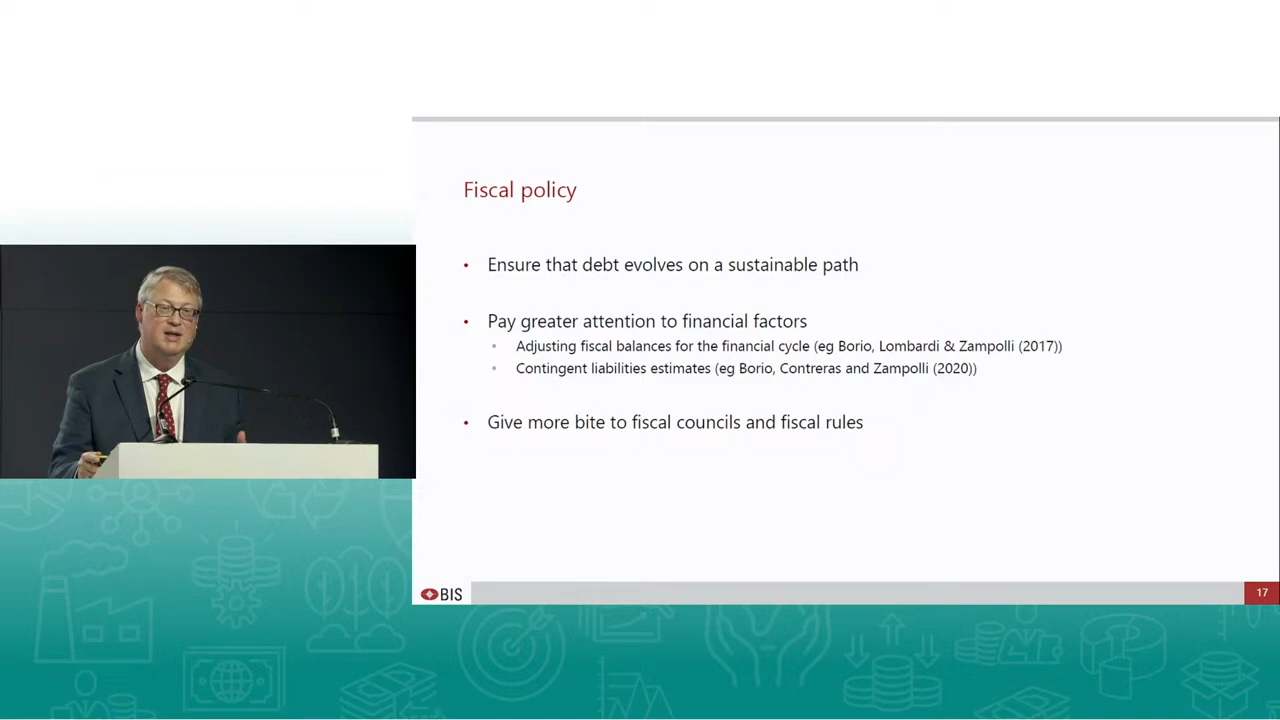 Fiscal policy
• Ensure that debt evolves on a sustainable path
• Pay greater attention to financial factors
• Adjusting fiscal balances for the financial cycle (eg Borio, Lombardi & Zampolli (2017))
• Contingent liabilities estimates (eg Borio, Contreras and Zampolli (2020))
• Give more bite to fiscal councils and fiscal rules
BIS
17